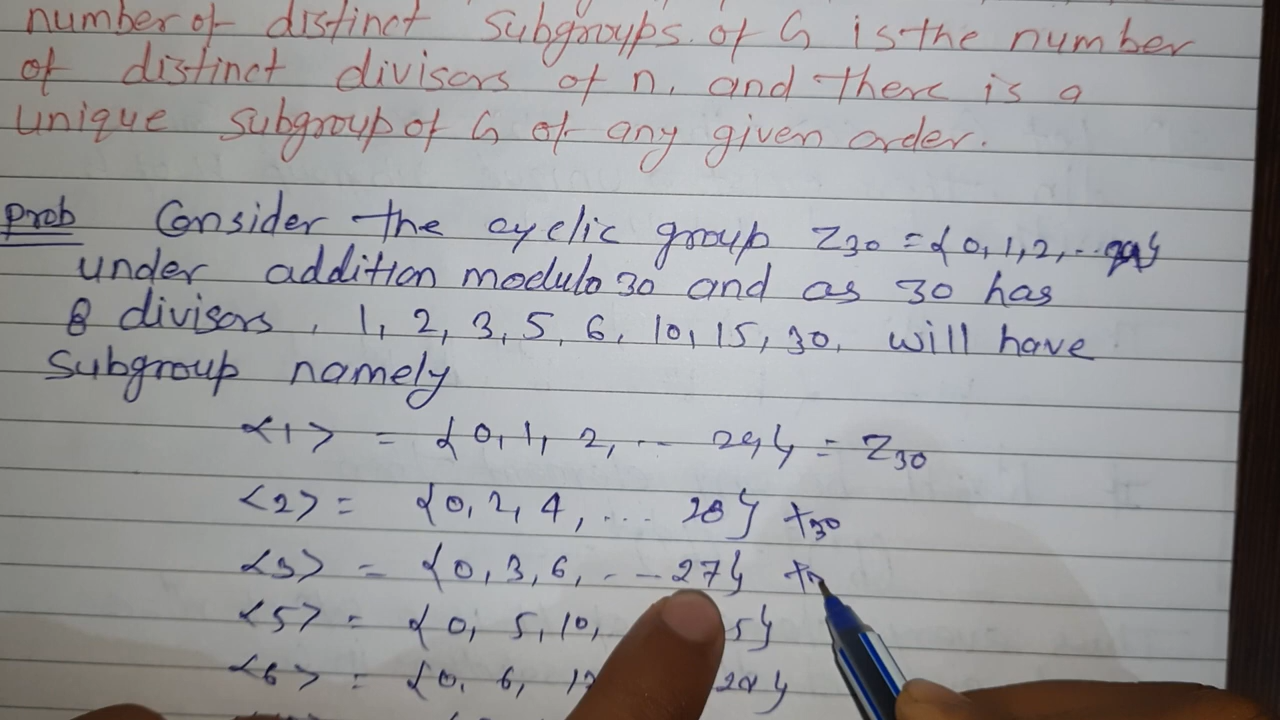 number of distinct subgroups. of G is the number
of distinct divisors of n, and there is a
unique subgroup of G of any given order.
Prob Consider the cyclic group Z30 = { 0, 1, 2, ... 29}
under addition modulo 30 and as 30 has
8 divisors, 1, 2, 3, 5, 6, 10, 15, 30, will have
Subgroup namely
<1> = { 0, 1, 2, ... 29} = Z30
<2> = {0, 2, 4, ... 28} +30
<3> = {0, 3, 6, ... 27} +
<5> = {0, 5, 10, 5}
<6> = {0, 6,